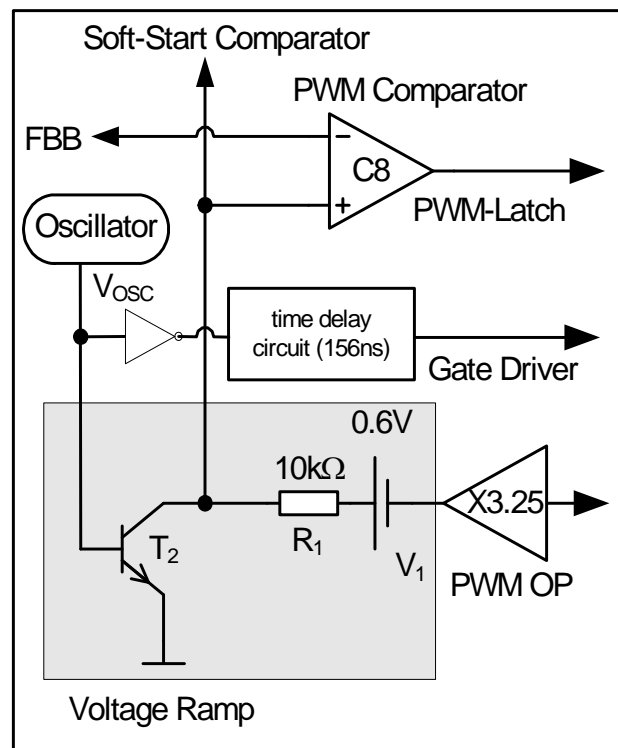 Soft-Start Comparator
PWM Comparator
FBB
−
C8
+
PWM-Latch
Oscillator
VOSC
time delay
circuit (156ns)
Gate Driver
0.6V
10kΩ
X3.25
T2
R1
V1
PWM OP
Voltage Ramp